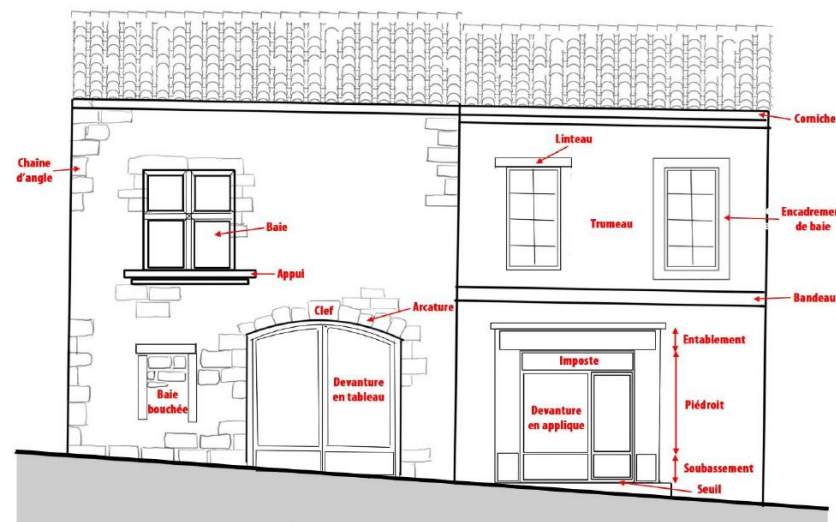 Corniche
Linteau
Chaîne
d'angle
Baie
Trumeau
Encadremen
de baie
Appui
Bandeau
Clef
Arcature
Entablement
Imposte
Baie
bouchée
Devanture
en tableau
Devanture
en applique
Piédroit
Soubassement
Seuil